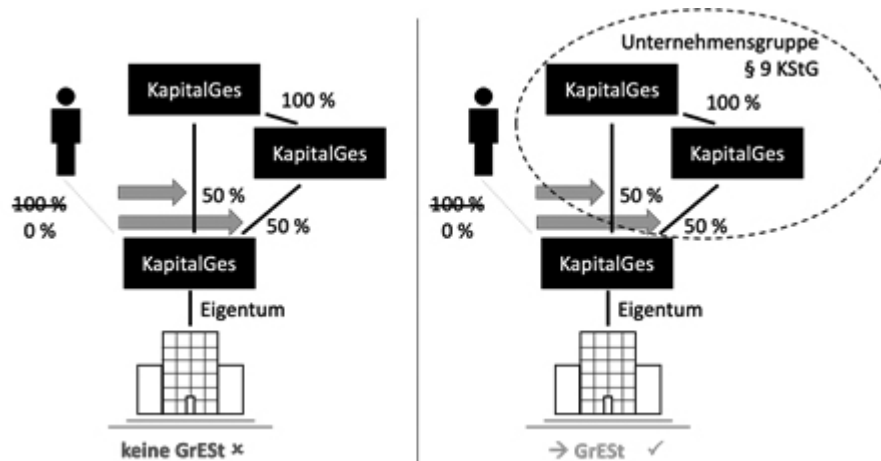 KapitalGes
100 %
KapitalGes
50 %
50 %
100 %
0 %
KapitalGes
Eigentum
keine GrESt ×
Unternehmensgruppe
§ 9 KStG
KapitalGes
100 %
KapitalGes
50 %
50 %
100 %
0 %
KapitalGes
Eigentum
→ GrESt ✓